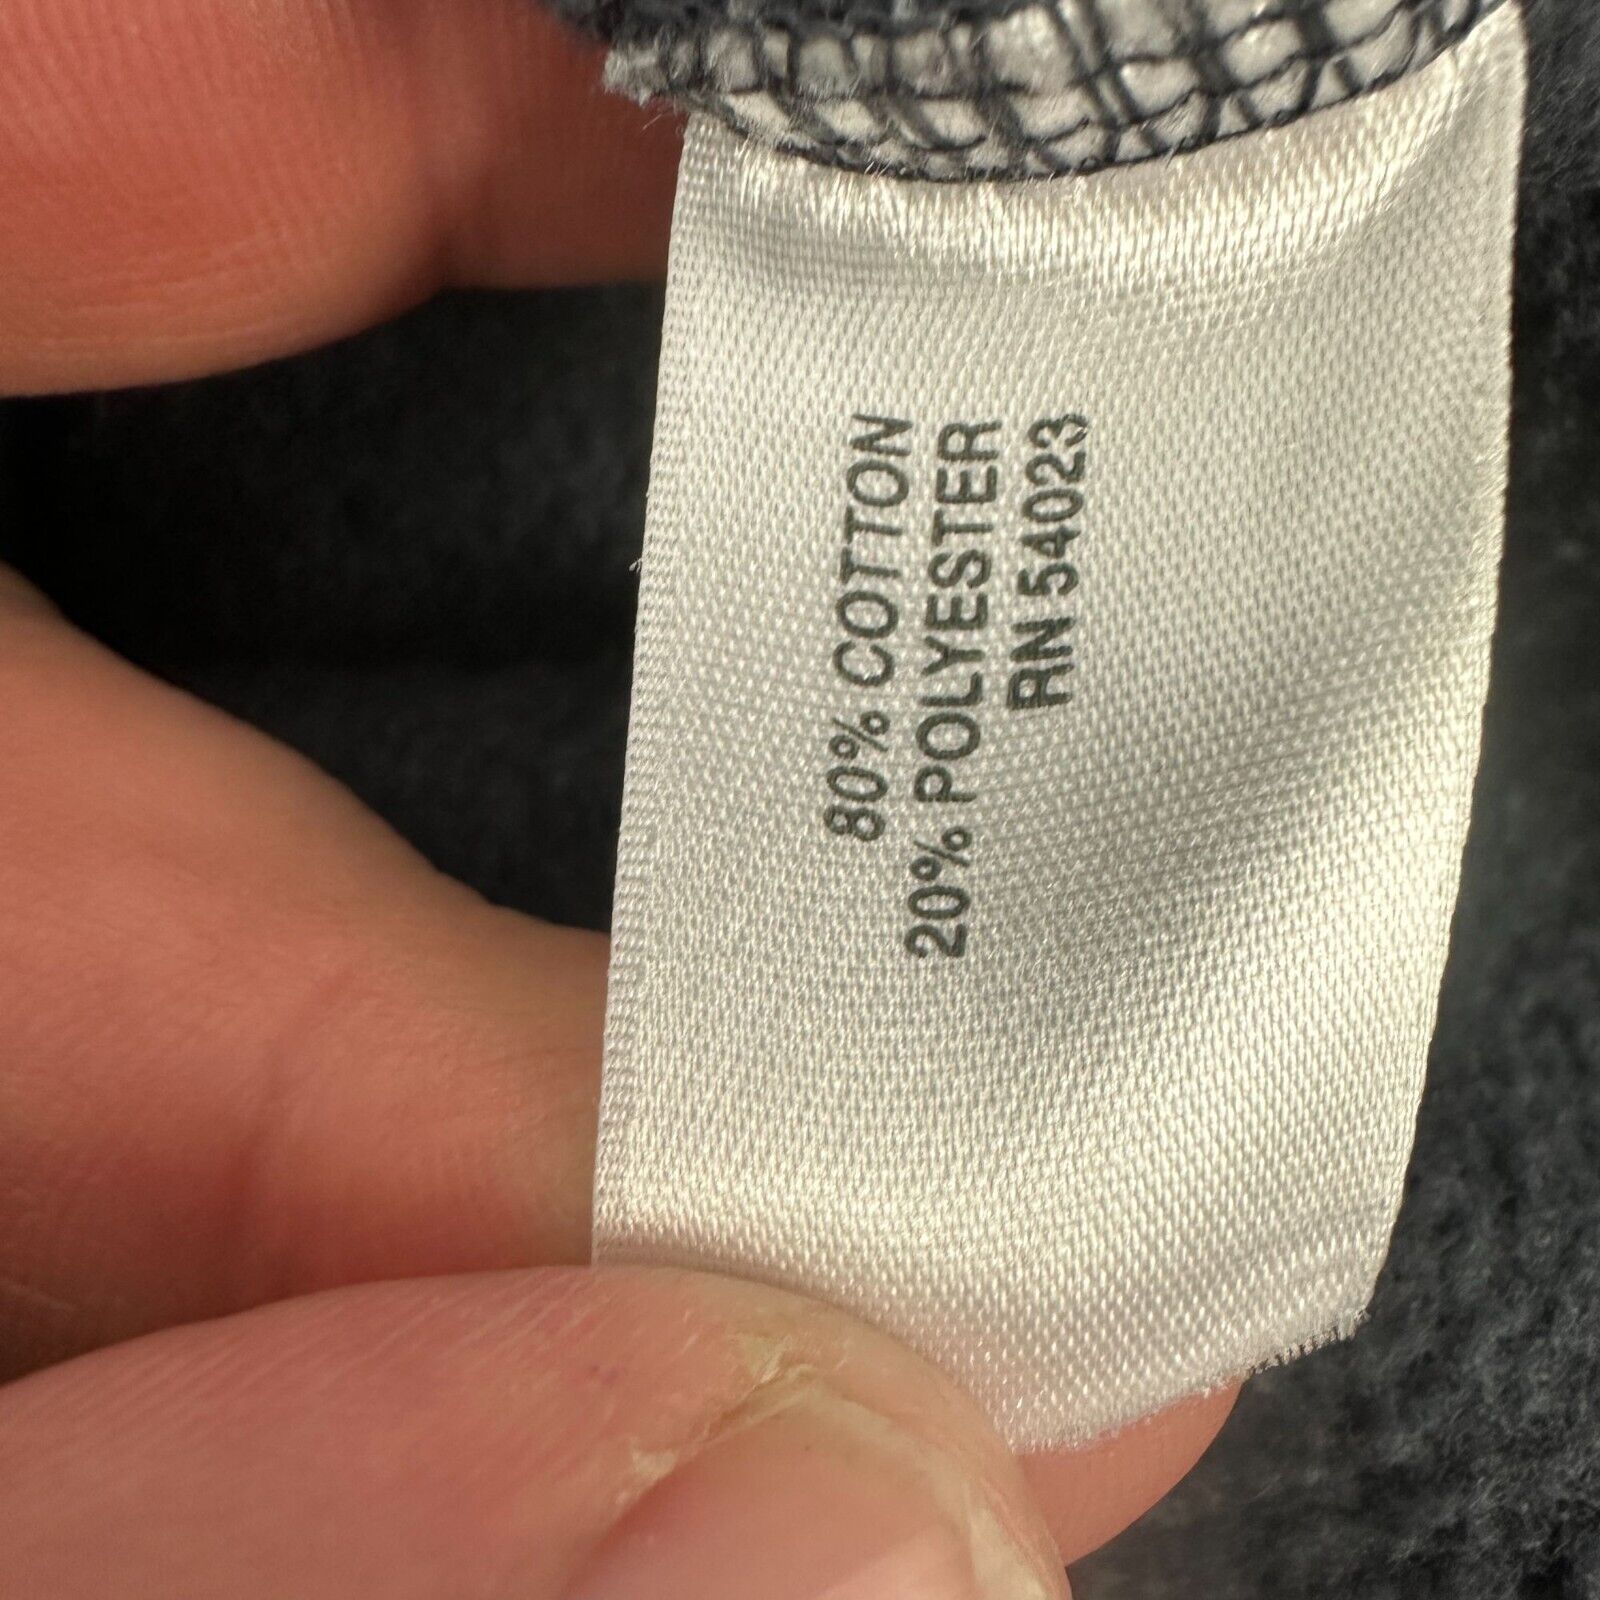 80% COTTON
20% POLYESTER
RN 54023